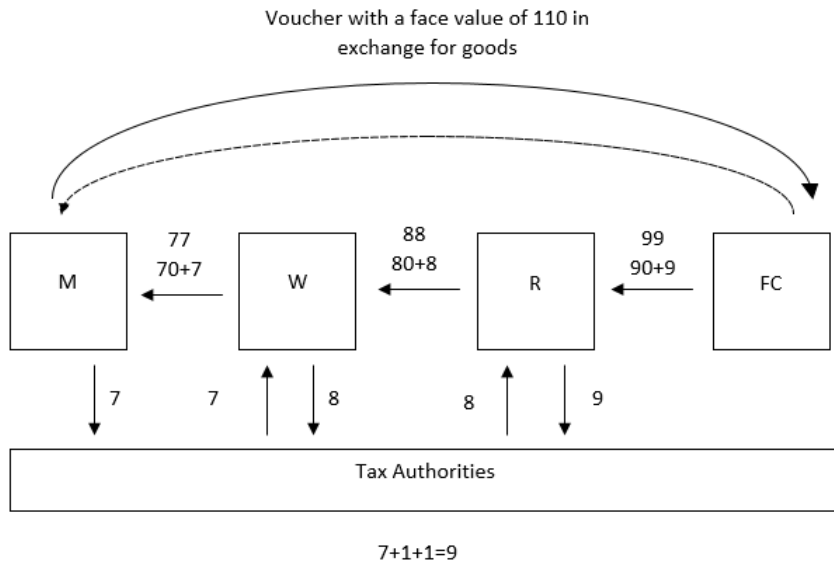 Voucher with a face value of 110 in
exchange for goods
77
70+7
88
80+8
99
90+9
M
W
R
FC
7
7
8
8
9
Tax Authorities
7+1+1=9